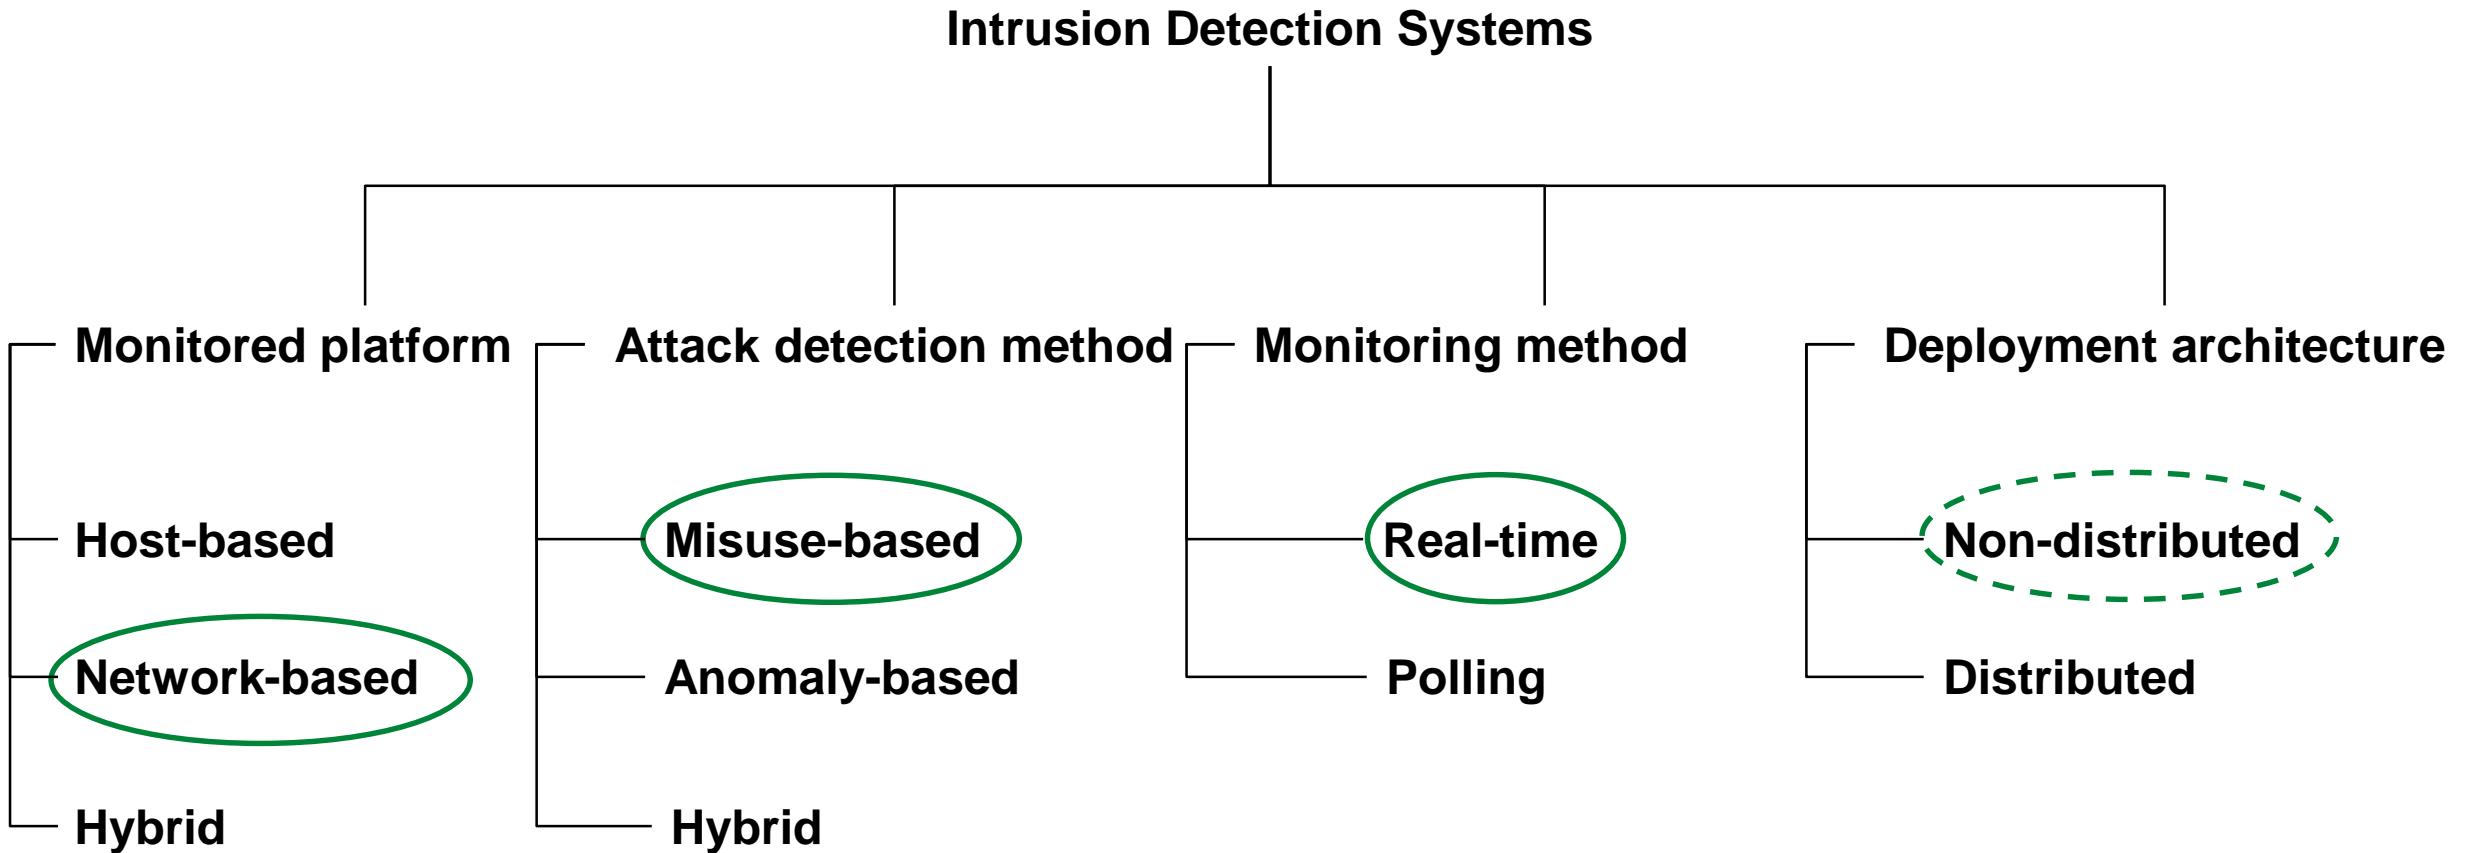 Intrusion Detection Systems
Monitored platform
Host-based
Network-based
Hybrid
Attack detection method
Misuse-based
Anomaly-based
Hybrid
Monitoring method
Real-time
Polling
Deployment architecture
Non-distributed
Distributed